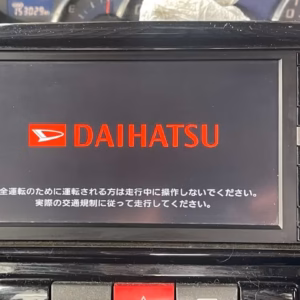 153029
DAIHATSU
全運転のために運転される方は走行中に操作しないでください。
実際の交通規制に従って走行してください。